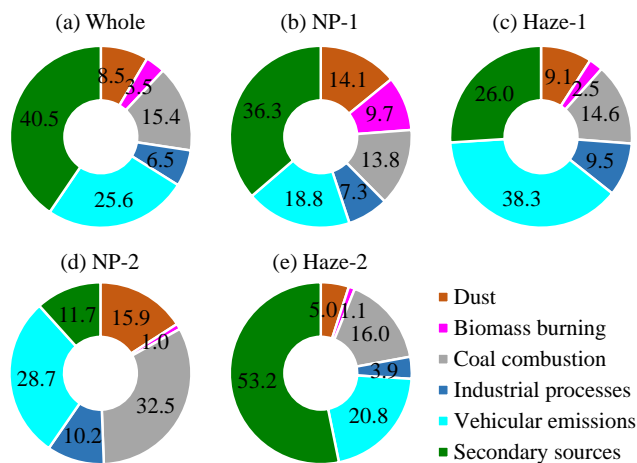 (a) Whole
(b) NP-1
(c) Haze-1
8.5
3.5
15.4
6.5
25.6
40.5
14.1
9.7
13.8
7.3
18.8
36.3
9.1
2.5
14.6
9.5
38.3
26.0
(d) NP-2
(e) Haze-2
15.9
1.0
32.5
10.2
28.7
11.7
5.0
1.1
16.0
3.9
20.8
53.2
Dust
Biomass burning
Coal combustion
Industrial processes
Vehicular emissions
Secondary sources